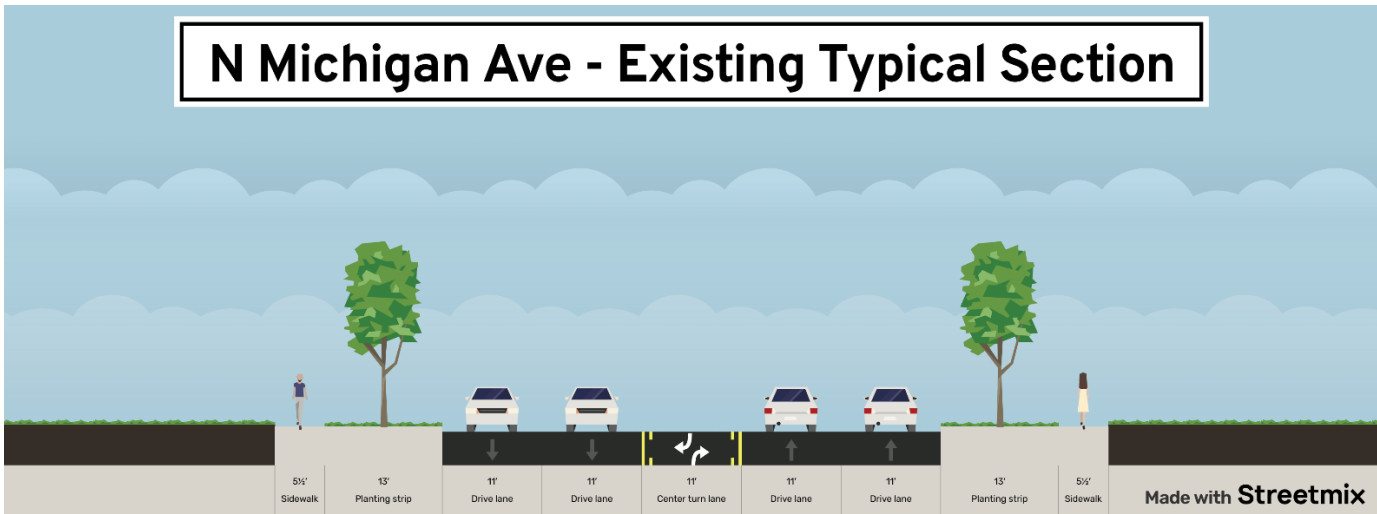 N Michigan Ave - Existing Typical Section
5½' 13' 11' 11' 11' 11' 11' 13' 5½'
Sidewalk Planting strip Drive lane Drive lane Center turn lane Drive lane Drive lane Planting strip Sidewalk
Made with Streetmix